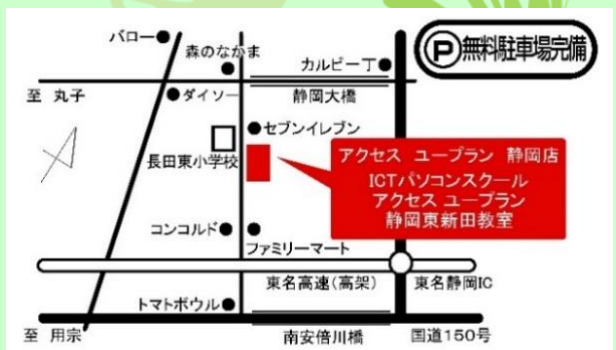 バロー
森のなかま
カルビー丁
P無料駐車場完備
至 丸子
ダイソー
静岡大橋
セブンイレブン
長田東小学校
アクセス ユープラン 静岡店
ICTパソコンスクール
アクセス ユープラン
静岡東新田教室
コンコルド
ファミリーマート
東名高速(高架)
東名静岡IC
トマトボウル
至 用宗
南安倍川橋
国道150号